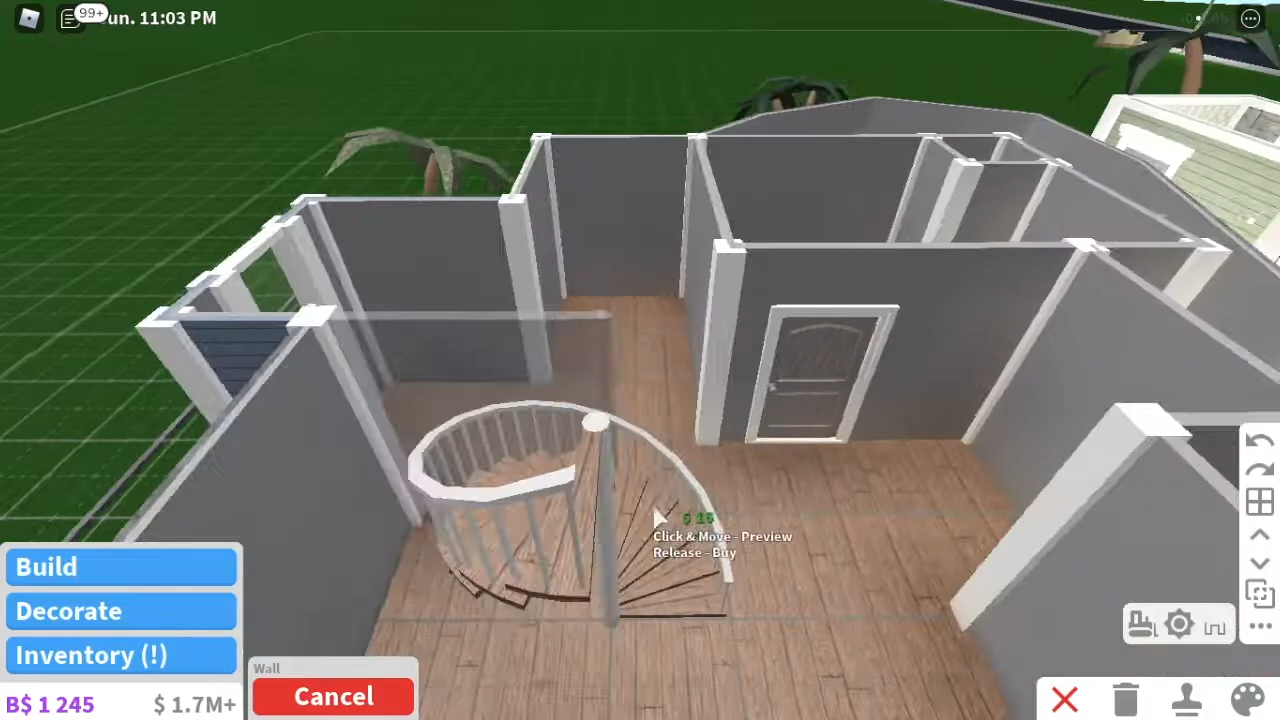 99+
un. 11:03 PM
$ 16
Click & Move - Preview
Release - Buy
Build
Decorate
Inventory (!)
Wall
Cancel
B$ 1 245
$ 1.7M+